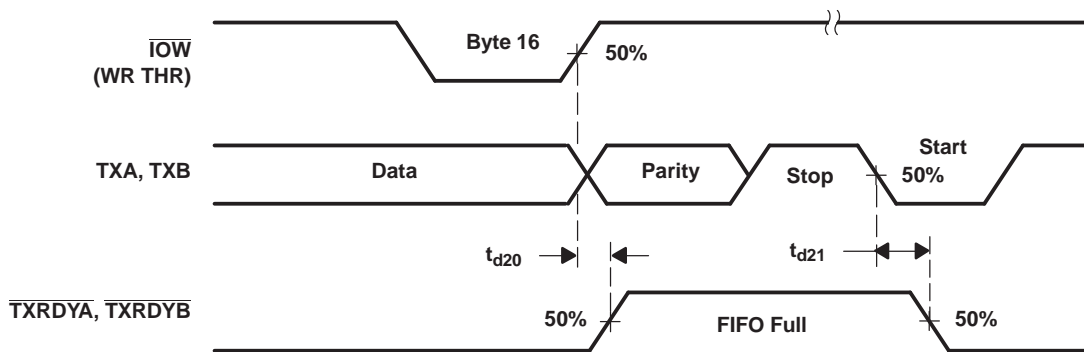 IOW
(WR THR)
Byte 16
50%
TXA, TXB
Data
Parity
Stop
Start
50%
td20
td21
TXRDYA, TXRDYB
50%
FIFO Full
50%